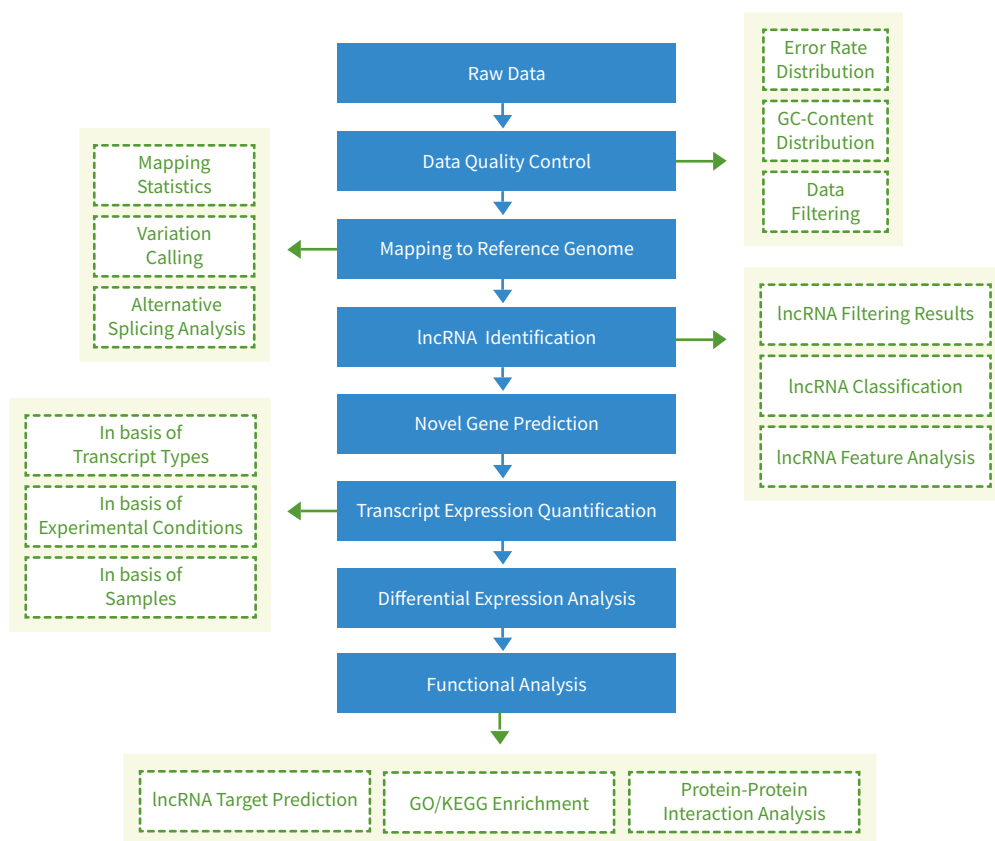 Raw Data
Error Rate
Distribution
GC-Content
Distribution
Data
Filtering
Data Quality Control
Mapping
Statistics
Variation
Calling
Alternative
Splicing Analysis
Mapping to Reference Genome
lncRNA Identification
lncRNA Filtering Results
lncRNA Classification
lncRNA Feature Analysis
Novel Gene Prediction
In basis of
Transcript Types
In basis of
Experimental Conditions
In basis of
Samples
Transcript Expression Quantification
Differential Expression Analysis
Functional Analysis
lncRNA Target Prediction
GO/KEGG Enrichment
Protein-Protein
Interaction Analysis